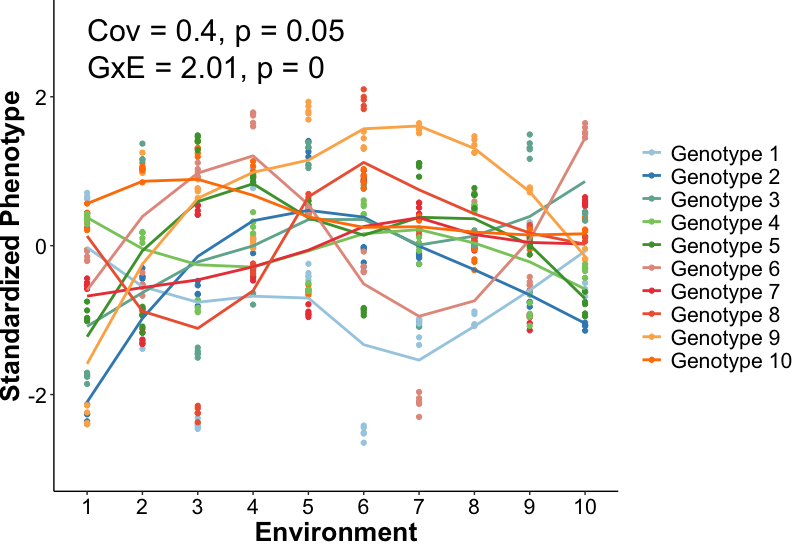 Cov = 0.4, p = 0.05
GxE = 2.01, p = 0
Standardized Phenotype
2
0
-2
1 2 3 4 5 6 7 8 9 10
Environment
Genotype 1
Genotype 2
Genotype 3
Genotype 4
Genotype 5
Genotype 6
Genotype 7
Genotype 8
Genotype 9
Genotype 10